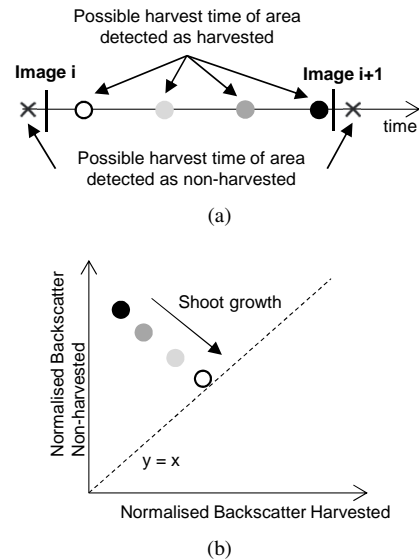 Possible harvest time of area
detected as harvested
Image i
Image i+1
time
Possible harvest time of area
detected as non-harvested
(a)
Normalised Backscatter
Non-harvested
Shoot growth
y = x
Normalised Backscatter Harvested
(b)